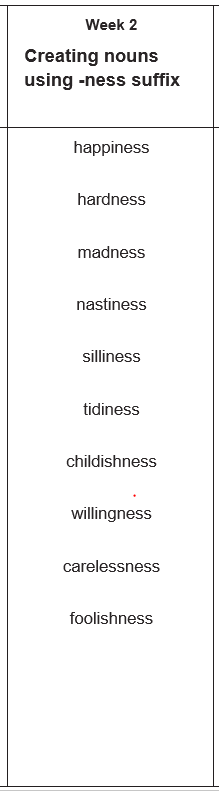 Week 2
Creating nouns
using -ness suffix
happiness
hardness
madness
nastiness
silliness
tidiness
childishness
willingness
carelessness
foolishness